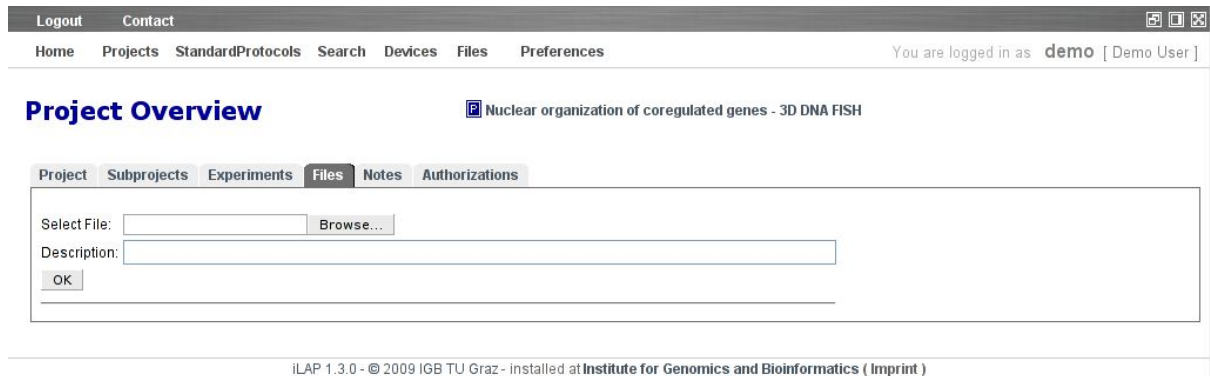 Logout Contact
Home Projects StandardProtocols Search Devices Files Preferences You are logged in as demo [ Demo User ]
Project Overview P Nuclear organization of coregulated genes - 3D DNA FISH
Project Subprojects Experiments Files Notes Authorizations
Select File: Browse...
Description:
OK
iLAP 1.3.0 - © 2009 IGB TU Graz - installed at Institute for Genomics and Bioinformatics ( Imprint )